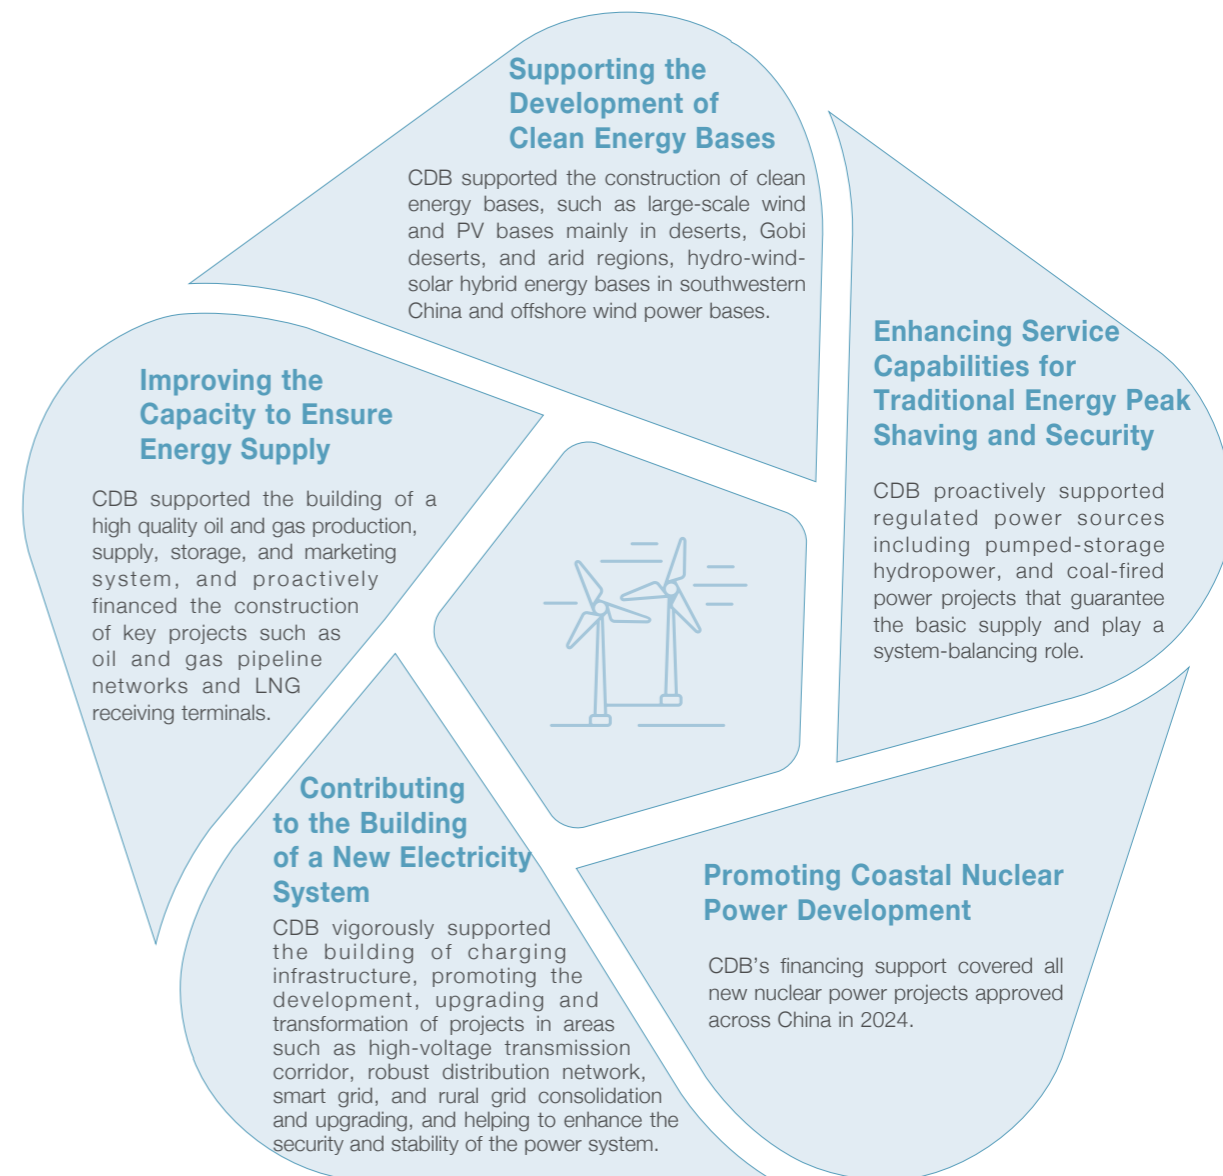 Supporting the
Development of
Clean Energy Bases
CDB supported the construction of clean
energy bases, such as large-scale wind
and PV bases mainly in deserts, Gobi
deserts, and arid regions, hydro-wind-
solar hybrid energy bases in southwestern
China and offshore wind power bases.
Enhancing Service
Capabilities for
Traditional Energy Peak
Shaving and Security
CDB proactively supported
regulated power sources
including pumped-storage
hydropower, and coal-fired
power projects that guarantee
the basic supply and play a
system-balancing role.
Improving the
Capacity to Ensure
Energy Supply
CDB supported the building of a
high quality oil and gas production,
supply, storage, and marketing
system, and proactively
financed the construction
of key projects such as
oil and gas pipeline
networks and LNG
receiving terminals.
Contributing
to the Building
of a New Electricity
System
CDB vigorously supported
the building of charging
infrastructure, promoting the
development, upgrading and
transformation of projects in areas
such as high-voltage transmission
corridor, robust distribution network,
smart grid, and rural grid consolidation
and upgrading, and helping to enhance the
security and stability of the power system.
Promoting Coastal Nuclear
Power Development
CDB's financing support covered all
new nuclear power projects approved
across China in 2024.